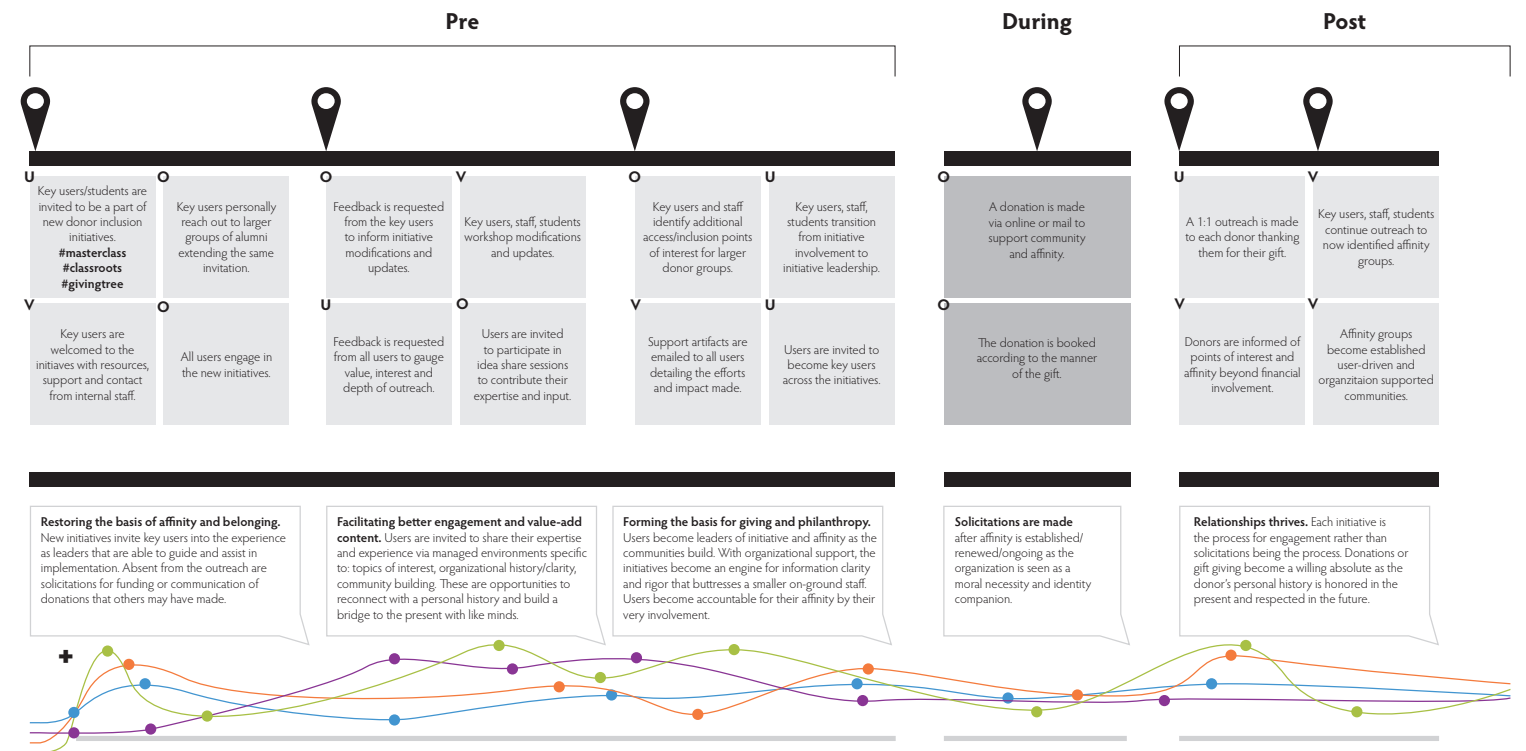 Pre
During
Post
U
Key users/students are
invited to be a part of
new donor inclusion
initiatives.
#masterclass
#classroots
#givingtree
O
Key users personally
reach out to larger
groups of alumni
extending the same
invitation.
O
Feedback is requested
from the key users
to inform initiative
modifications and
updates.
V
Key users, staff, students
workshop modifications
and updates.
O
Key users and staff
identify additional
access/inclusion points
of interest for larger
donor groups.
U
Key users, staff,
students transition
from initiative
involvement to
initiative leadership.
O
A donation is made
via online or mail to
support community
and affinity.
U
A 1:1 outreach is made
to each donor thanking
them for their gift.
V
Key users, staff, students
continue outreach to
now identified affinity
groups.
V
Key users are
welcomed to the
initiaves with resources,
support and contact
from internal staff.
O
All users engage in
the new initiatives.
U
Feedback is requested
from all users to gauge
value, interest and
depth of outreach.
O
Users are invited
to participate in
idea share sessions
to contribute their
expertise and input.
V
Support artifacts are
emailed to all users
detailing the efforts
and impact made.
U
Users are invited to
become key users
across the initiatives.
O
The donation is booked
according to the manner
of the gift.
V
Donors are informed of
points of interest and
affinity beyond financial
involvement.
V
Affinity groups
become established
user-driven and
organzitaion supported
communities.
Restoring the basis of affinity and belonging.
New initiatives invite key users into the experience
as leaders that are able to guide and assist in
implementation. Absent from the outreach are
solicitations for funding or communication of
donations that others may have made.
Facilitating better engagement and value-add
content. Users are invited to share their expertise
and experience via managed environments specific
to: topics of interest, organizational history/clarity,
community building. These are opportunities to
reconnect with a personal history and build a
bridge to the present with like minds.
Forming the basis for giving and philanthropy.
Users become leaders of initiative and affinity as the
communities build. With organizational support, the
initiatives become an engine for information clarity
and rigor that buttresses a smaller on-ground staff.
Users become accountable for their affinity by their
very involvement.
Solicitations are made
after affinity is established/
renewed/ongoing as the
organization is seen as a
moral necessity and identity
companion.
Relationships thrives. Each initiative is
the process for engagement rather than
solicitations being the process. Donations or
gift giving become a willing absolute as the
donor's personal history is honored in the
present and respected in the future.
+